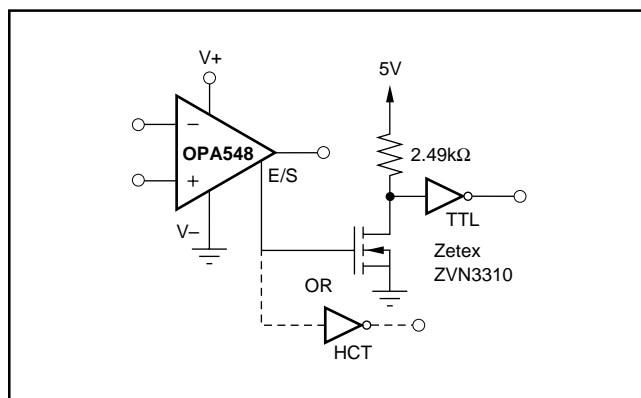 V+
5V
–
OPA548
+
E/S
2.49kΩ
V–
TTL
Zetex
ZVN3310
OR
HCT